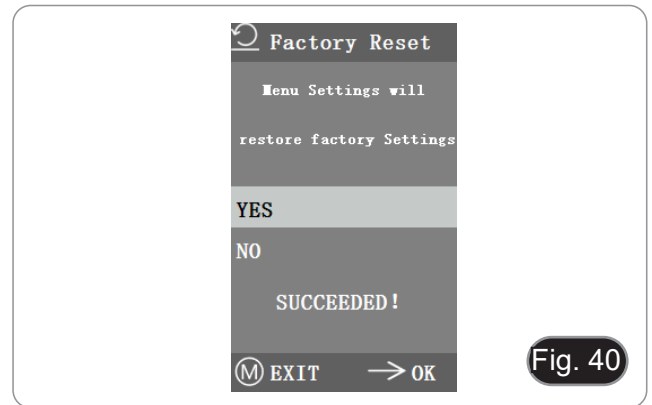 Factory Reset
Menu Settings will
restore factory Settings
YES
NO
SUCCEEDED!
M EXIT → OK
Fig. 40